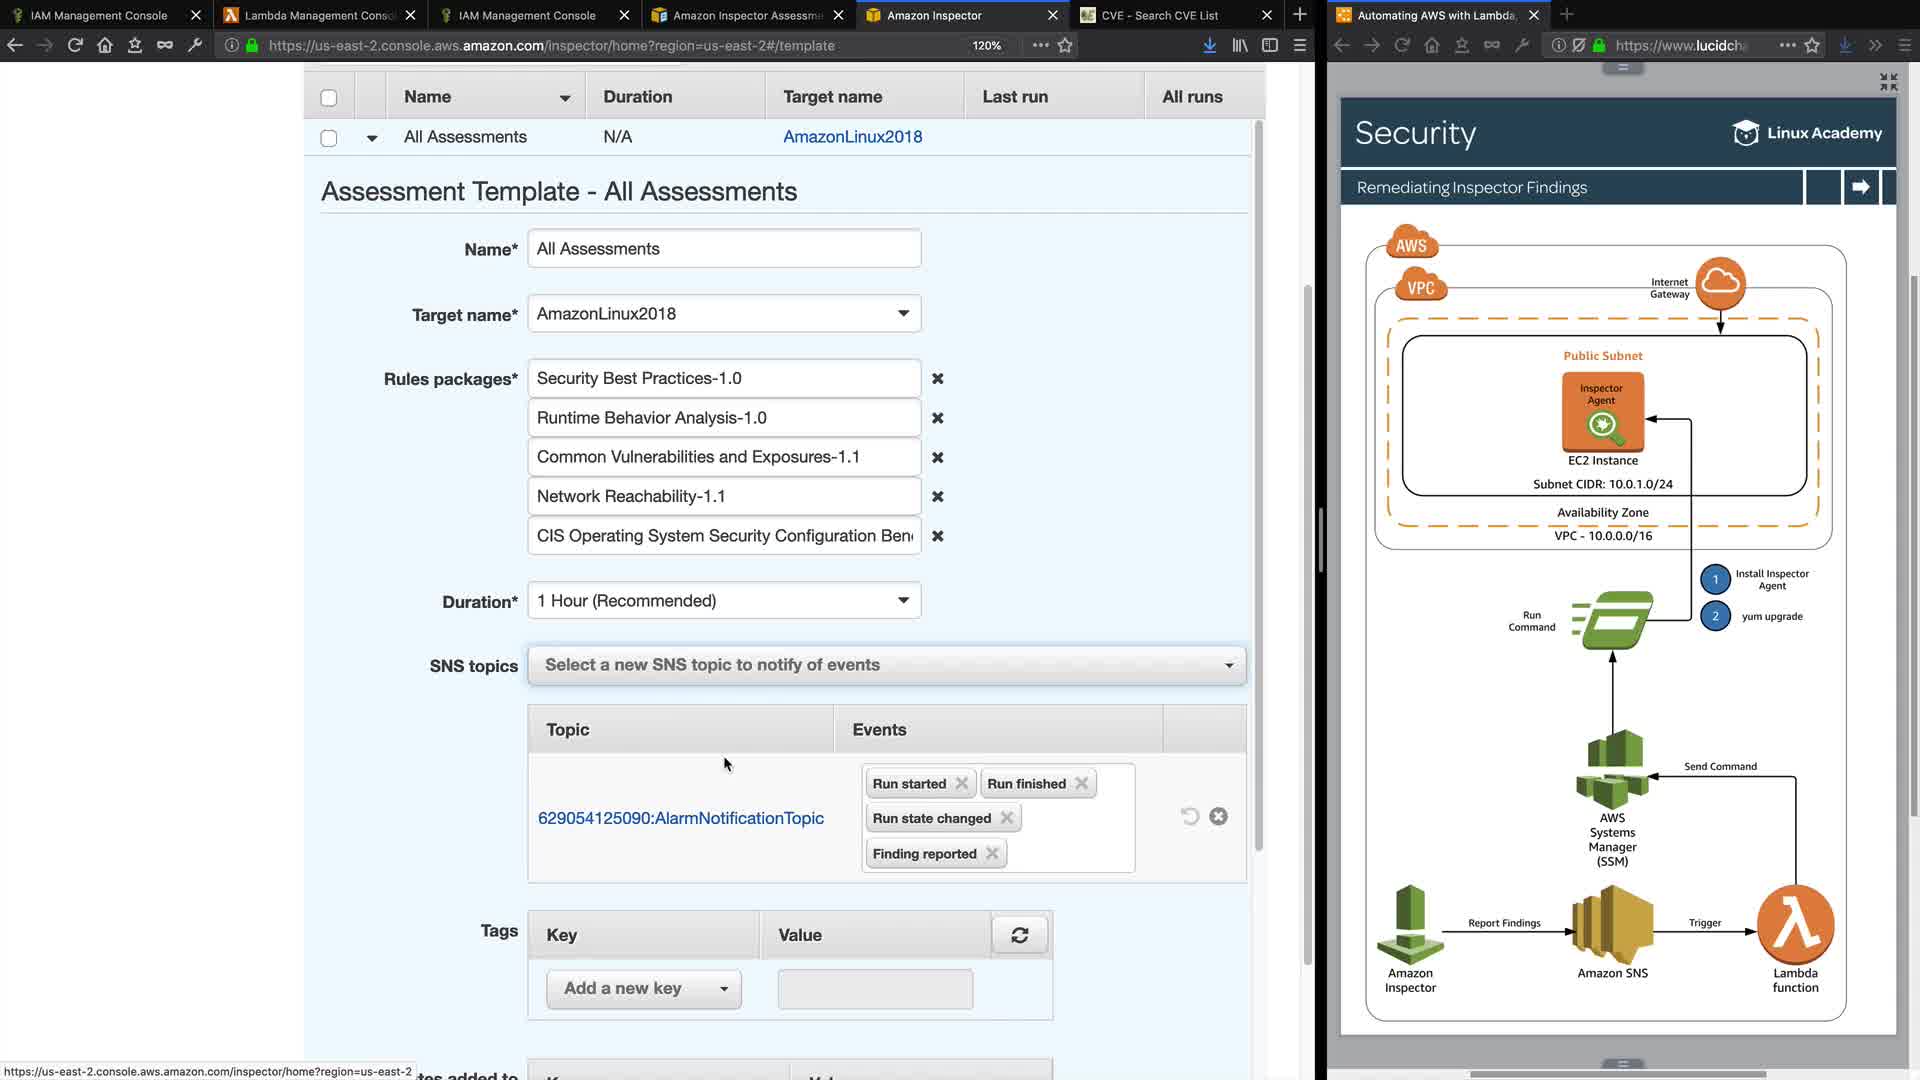 IAM Management Console
Lambda Management Conso
IAM Management Console
Amazon Inspector Assessme
Amazon Inspector
CVE - Search CVE List
https://us-east-2.console.aws.amazon.com/inspector/home?region=us-east-2#/template
120%
Name
Duration
Target name
Last run
All runs
All Assessments
N/A
AmazonLinux2018
Assessment Template - All Assessments
Name*
All Assessments
Target name*
AmazonLinux2018
Rules packages*
Security Best Practices-1.0
Runtime Behavior Analysis-1.0
Common Vulnerabilities and Exposures-1.1
Network Reachability-1.1
CIS Operating System Security Configuration Ben
Duration*
1 Hour (Recommended)
SNS topics
Select a new SNS topic to notify of events
Topic
Events
629054125090:AlarmNotificationTopic
Run started
Run finished
Run state changed
Finding reported
Tags
Key
Value
Add a new key
added to
https://us-east-2.console.aws.amazon.com/inspector/home?region=us-east-2
Automating AWS with Lambda,
https://www.lucidcha
Security
Linux Academy
Remediating Inspector Findings
AWS
VPC
Internet
Gateway
Public Subnet
Inspector
Agent
EC2 Instance
Subnet CIDR: 10.0.1.0/24
Availability Zone
VPC - 10.0.0.0/16
1
Install Inspector
Agent
2
yum upgrade
Run
Command
AWS
Systems
Manager
(SSM)
Send Command
Report Findings
Trigger
Amazon
Inspector
Amazon SNS
Lambda
function